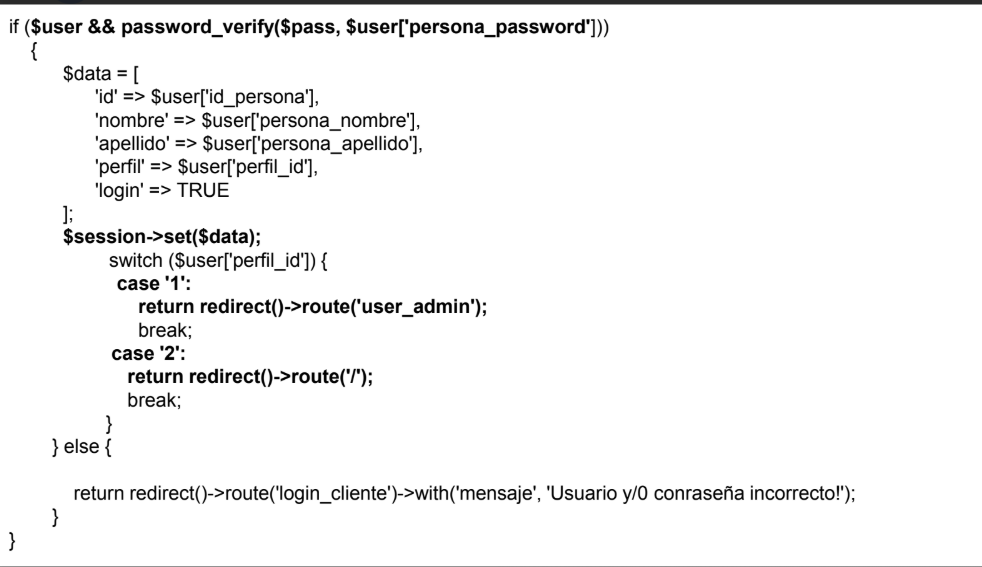 if ($user && password_verify($pass, $user['persona_password']))
{
$data = [
'id' => $user['id_persona'],
'nombre' => $user['persona_nombre'],
'apellido' => $user['persona_apellido'],
'perfil' => $user['perfil_id'],
'login' => TRUE
];
$session->set($data);
switch ($user['perfil_id']) {
case '1':
return redirect()->route('user_admin');
break;
case '2':
return redirect()->route('/');
break;
}
} else {
return redirect()->route('login_cliente')->with('mensaje', 'Usuario y/0 conraseña incorrecto!');
}
}